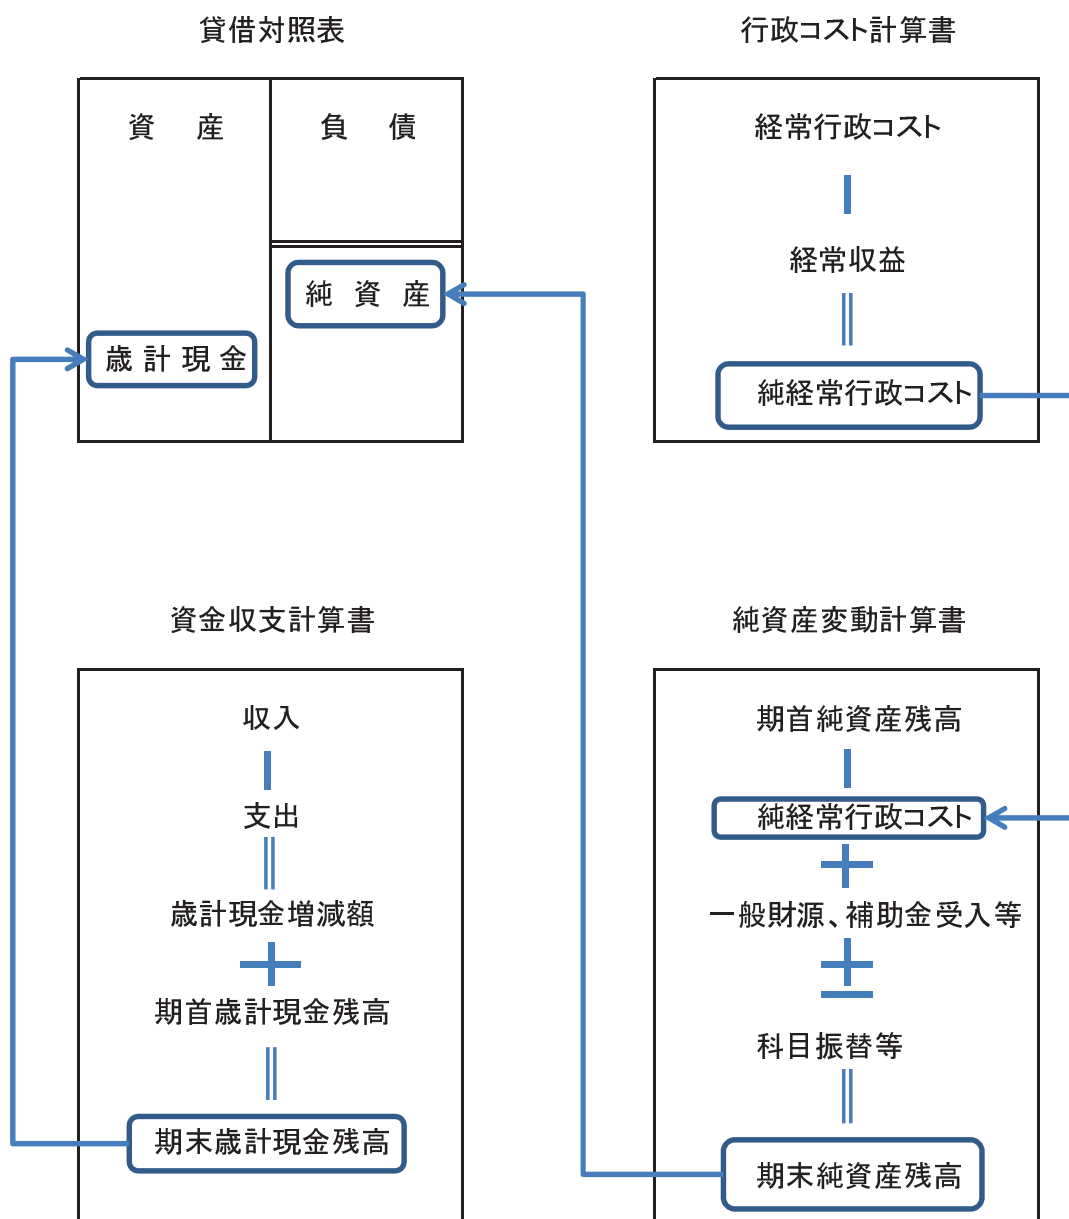 貸借対照表
資 産
負 債
純 資 産
歳計現金
行政コスト計算書
経常行政コスト
経常収益
純経常行政コスト
資金収支計算書
収入
支出
歳計現金増減額
期首歳計現金残高
期末歳計現金残高
純資産変動計算書
期首純資産残高
純経常行政コスト
一般財源、補助金受入等
科目振替等
期末純資産残高